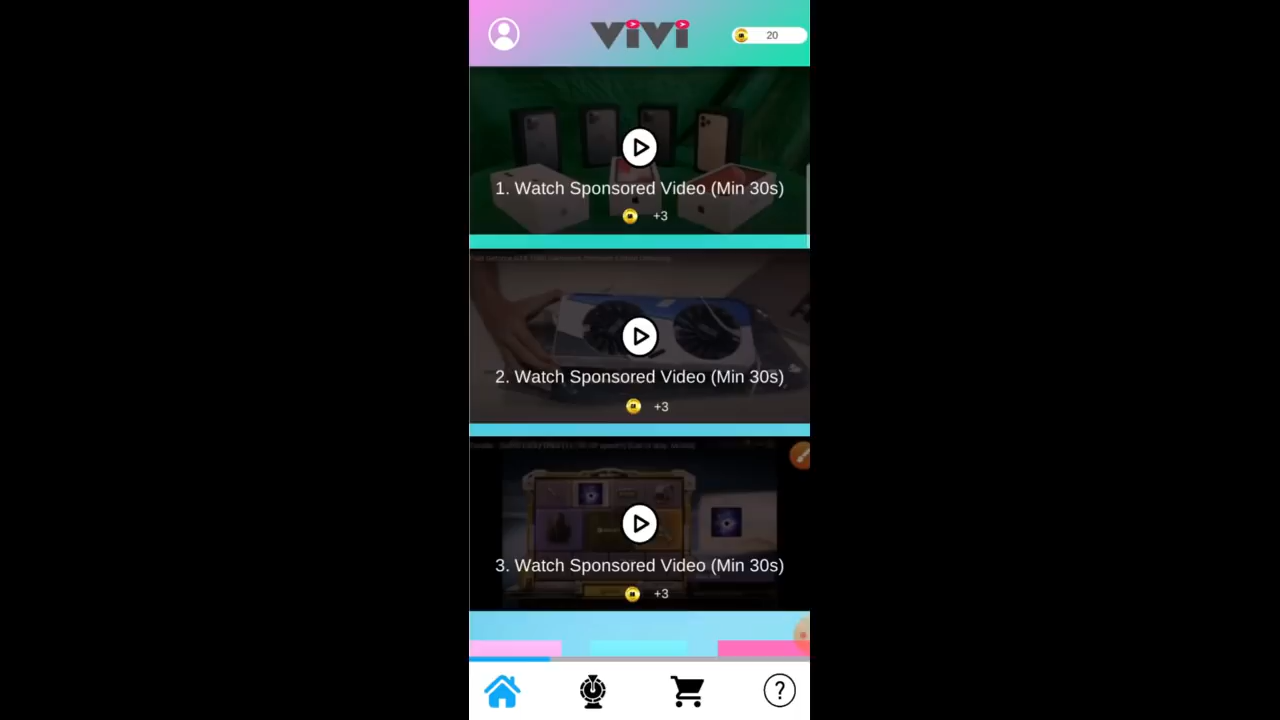 ViVi
20
1. Watch Sponsored Video (Min 30s)
+3
2. Watch Sponsored Video (Min 30s)
+3
3. Watch Sponsored Video (Min 30s)
+3
?